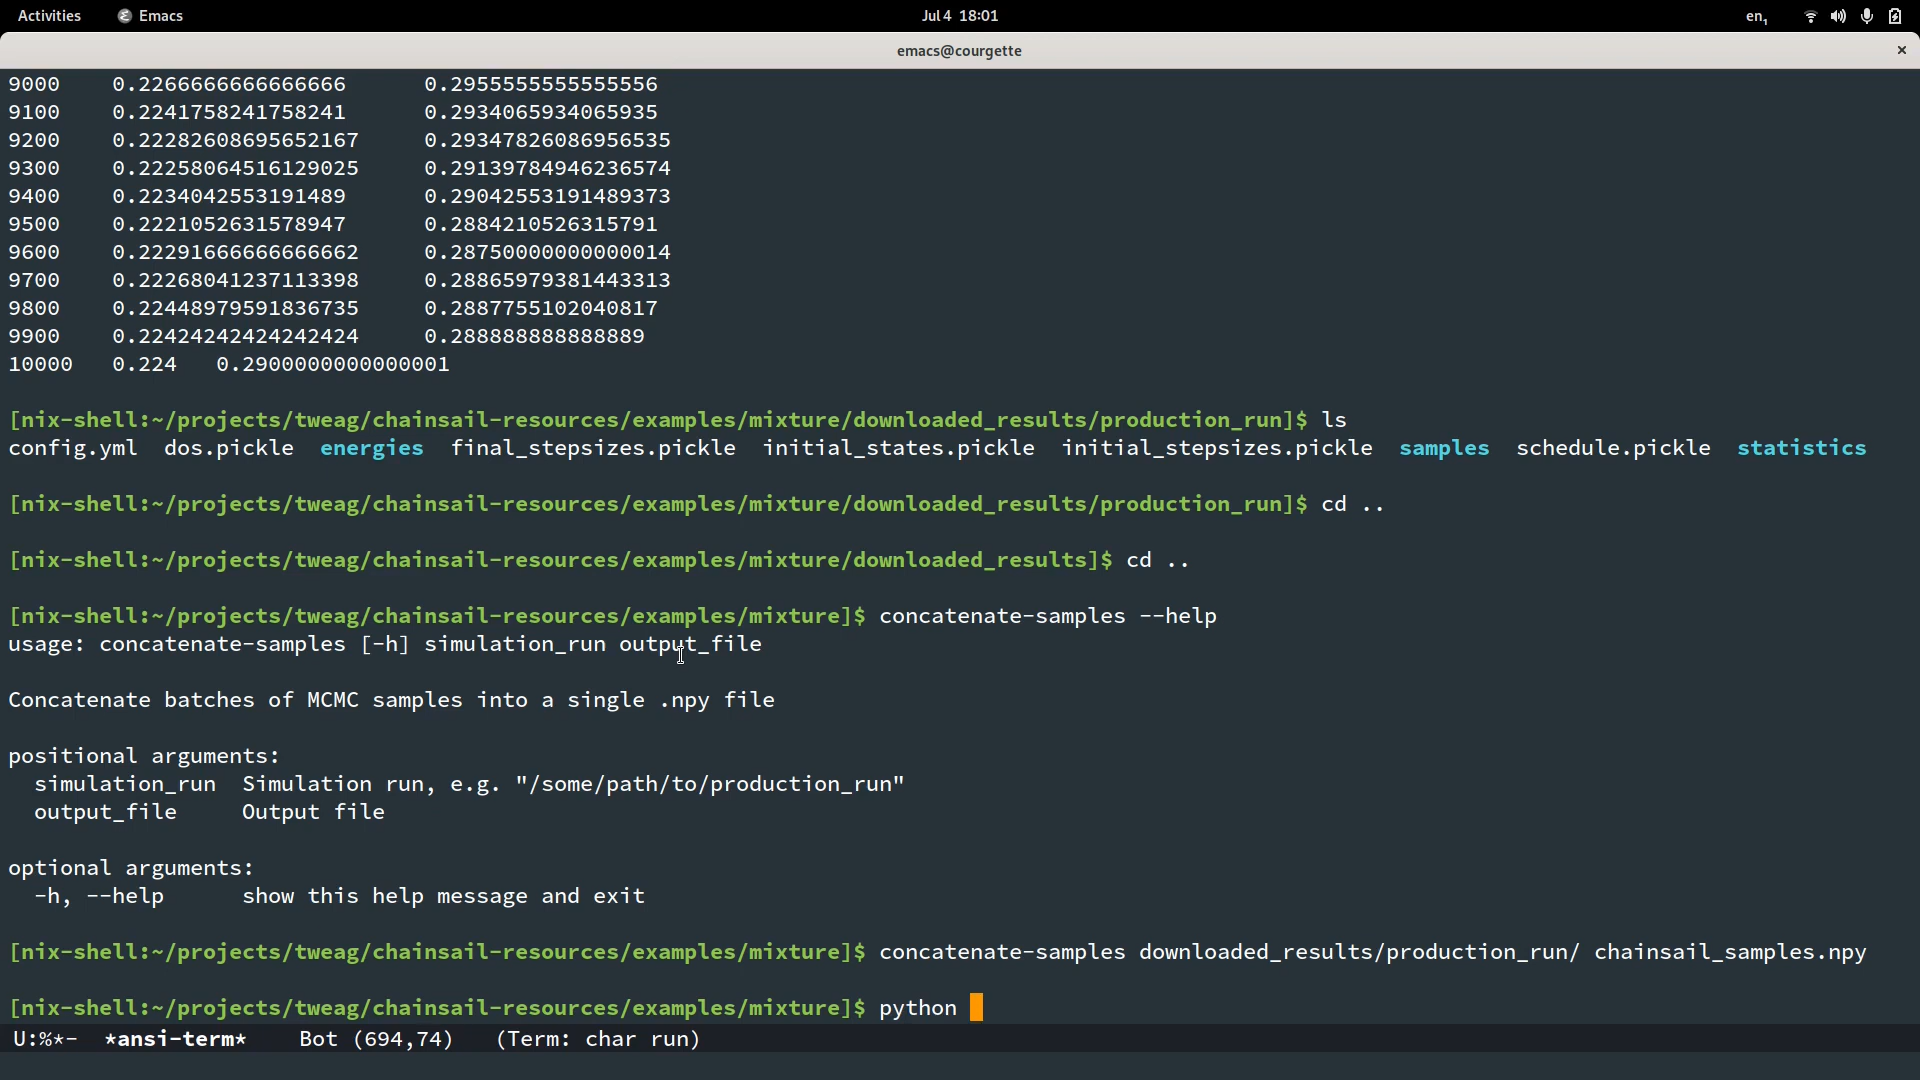 Activities Emacs Jul 4 18:01 en₁
emacs@courgette ×
9000 0.2266666666666666 0.2955555555555556
9100 0.2241758241758241 0.2934065934065935
9200 0.22282608695652167 0.29347826086956535
9300 0.22258064516129025 0.29139784946236574
9400 0.2234042553191489 0.29042553191489373
9500 0.2221052631578947 0.2884210526315791
9600 0.22291666666666662 0.28750000000000014
9700 0.22268041237113398 0.28865979381443313
9800 0.22448979591836735 0.2887755102040817
9900 0.22424242424242424 0.288888888888889
10000 0.224 0.2900000000000001
[nix-shell:~/projects/tweag/chainsail-resources/examples/mixture/downloaded_results/production_run]$ ls
config.yml dos.pickle energies final_stepsizes.pickle initial_states.pickle initial_stepsizes.pickle samples schedule.pickle statistics
[nix-shell:~/projects/tweag/chainsail-resources/examples/mixture/downloaded_results/production_run]$ cd ..
[nix-shell:~/projects/tweag/chainsail-resources/examples/mixture/downloaded_results]$ cd ..
[nix-shell:~/projects/tweag/chainsail-resources/examples/mixture]$ concatenate-samples --help
usage: concatenate-samples [-h] simulation_run output_file
Concatenate batches of MCMC samples into a single .npy file
positional arguments:
simulation_run Simulation run, e.g. "/some/path/to/production_run"
output_file Output file
optional arguments:
-h, --help show this help message and exit
[nix-shell:~/projects/tweag/chainsail-resources/examples/mixture]$ concatenate-samples downloaded_results/production_run/ chainsail_samples.npy
[nix-shell:~/projects/tweag/chainsail-resources/examples/mixture]$ python
U:%*- *ansi-term* Bot (694,74) (Term: char run)